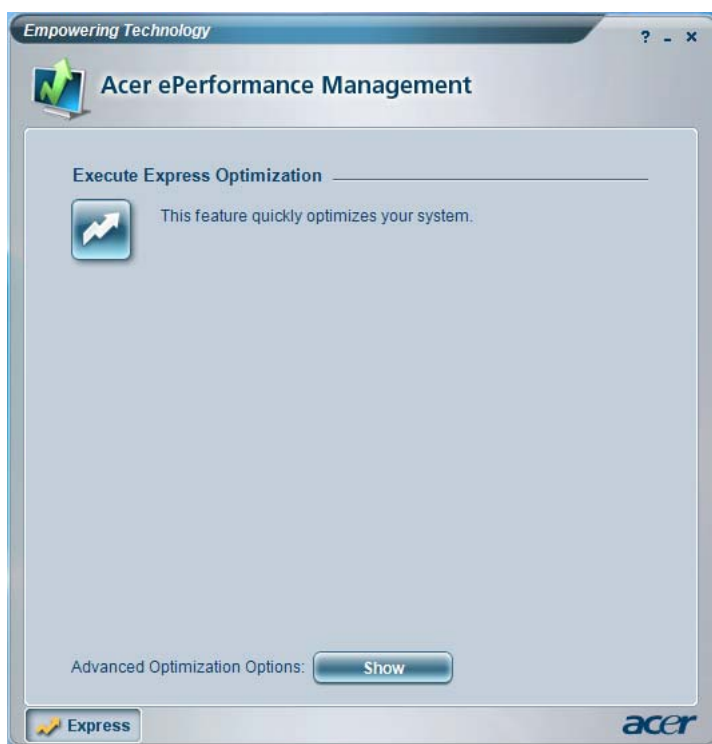 Empowering Technology
? - ×
Acer ePerformance Management
Execute Express Optimization
This feature quickly optimizes your system.
Advanced Optimization Options: Show
Express
acer